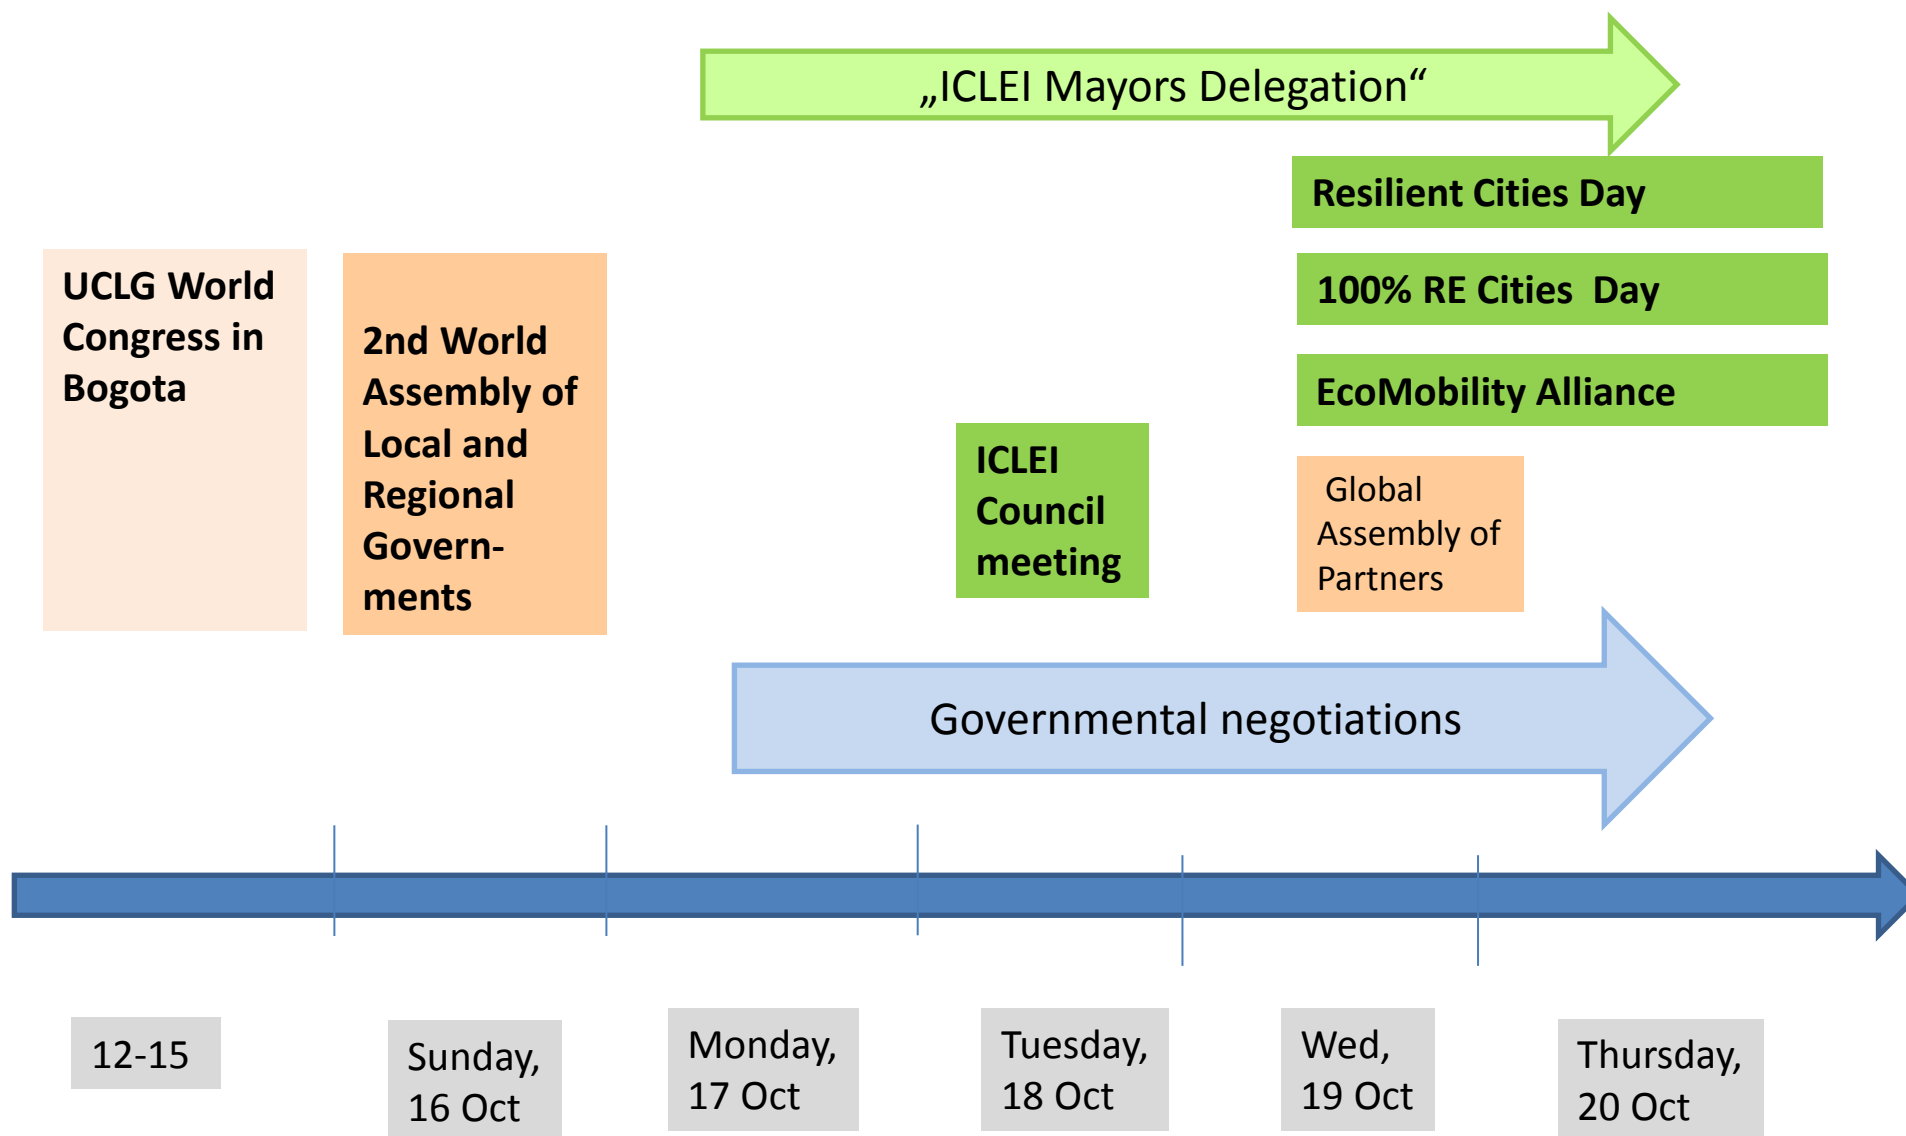 „ICLEI Mayors Delegation“
Resilient Cities Day
100% RE Cities  Day
EcoMobility Alliance
UCLG World
Congress in
Bogota
2nd World
Assembly of
Local and
Regional
Govern-
ments
ICLEI
Council
meeting
Global
Assembly of
Partners
Governmental negotiations
12-15
Sunday,
16 Oct
Monday,
17 Oct
Tuesday,
18 Oct
Wed,
19 Oct
Thursday,
20 Oct